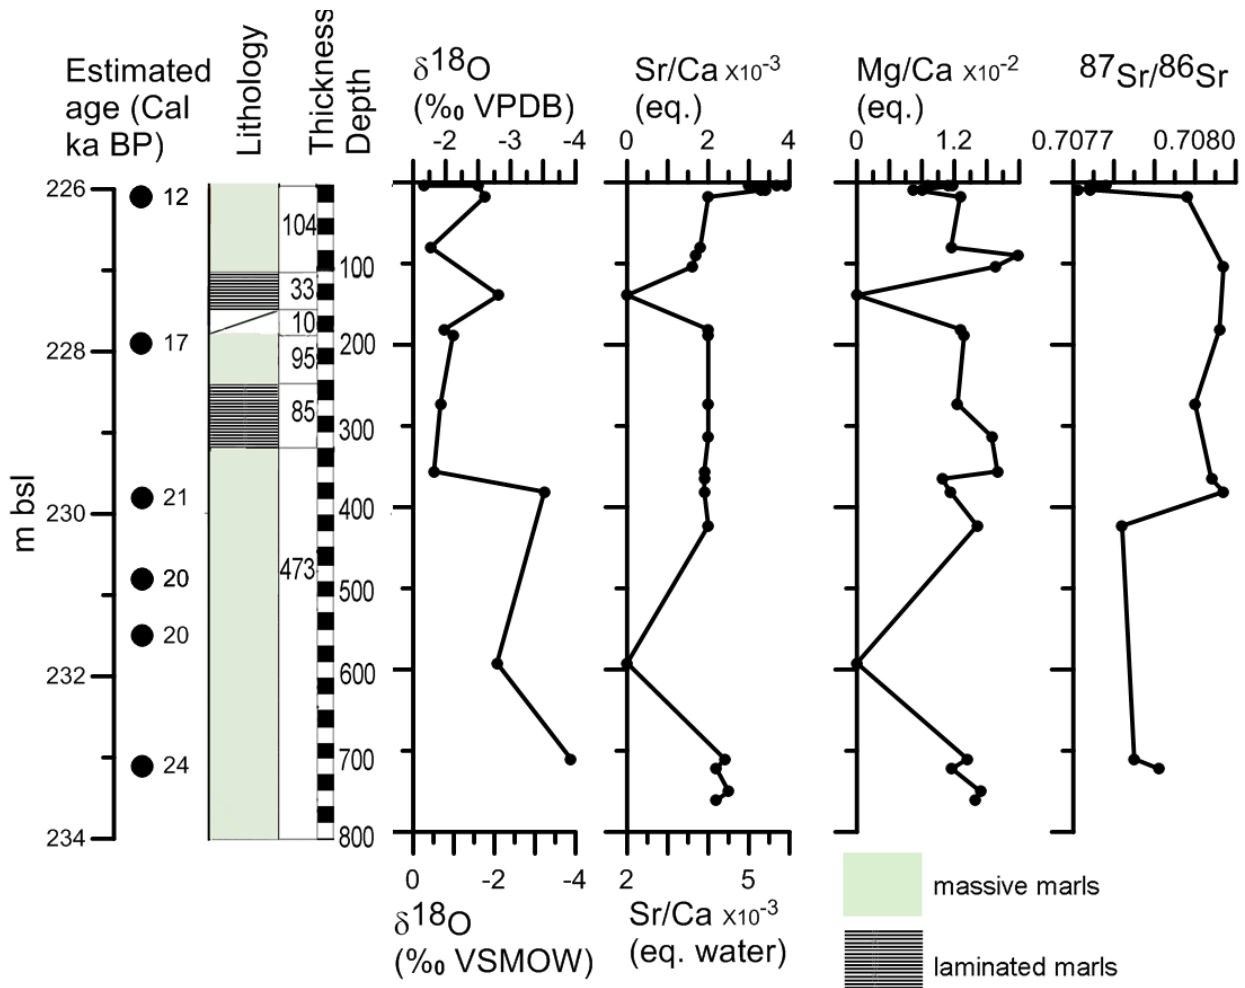 Estimated
age (Cal
ka BP)
Lithology
Thickness
Depth
δ18O
(‰ VPDB)
-2 -3 -4
Sr/Ca X10-3
(eq.)
0 2 4
Mg/Ca X10-2
(eq.)
0 1.2
87Sr/86Sr
0.7077 0.7080
226
228
230
232
234
m bsl
12
17
21
20
20
24
104
33
10
95
85
473
100
200
300
400
500
600
700
800
0 -2 -4
δ18O
(‰ VSMOW)
2 5
Sr/Ca X10-3
(eq. water)
massive marls
laminated marls